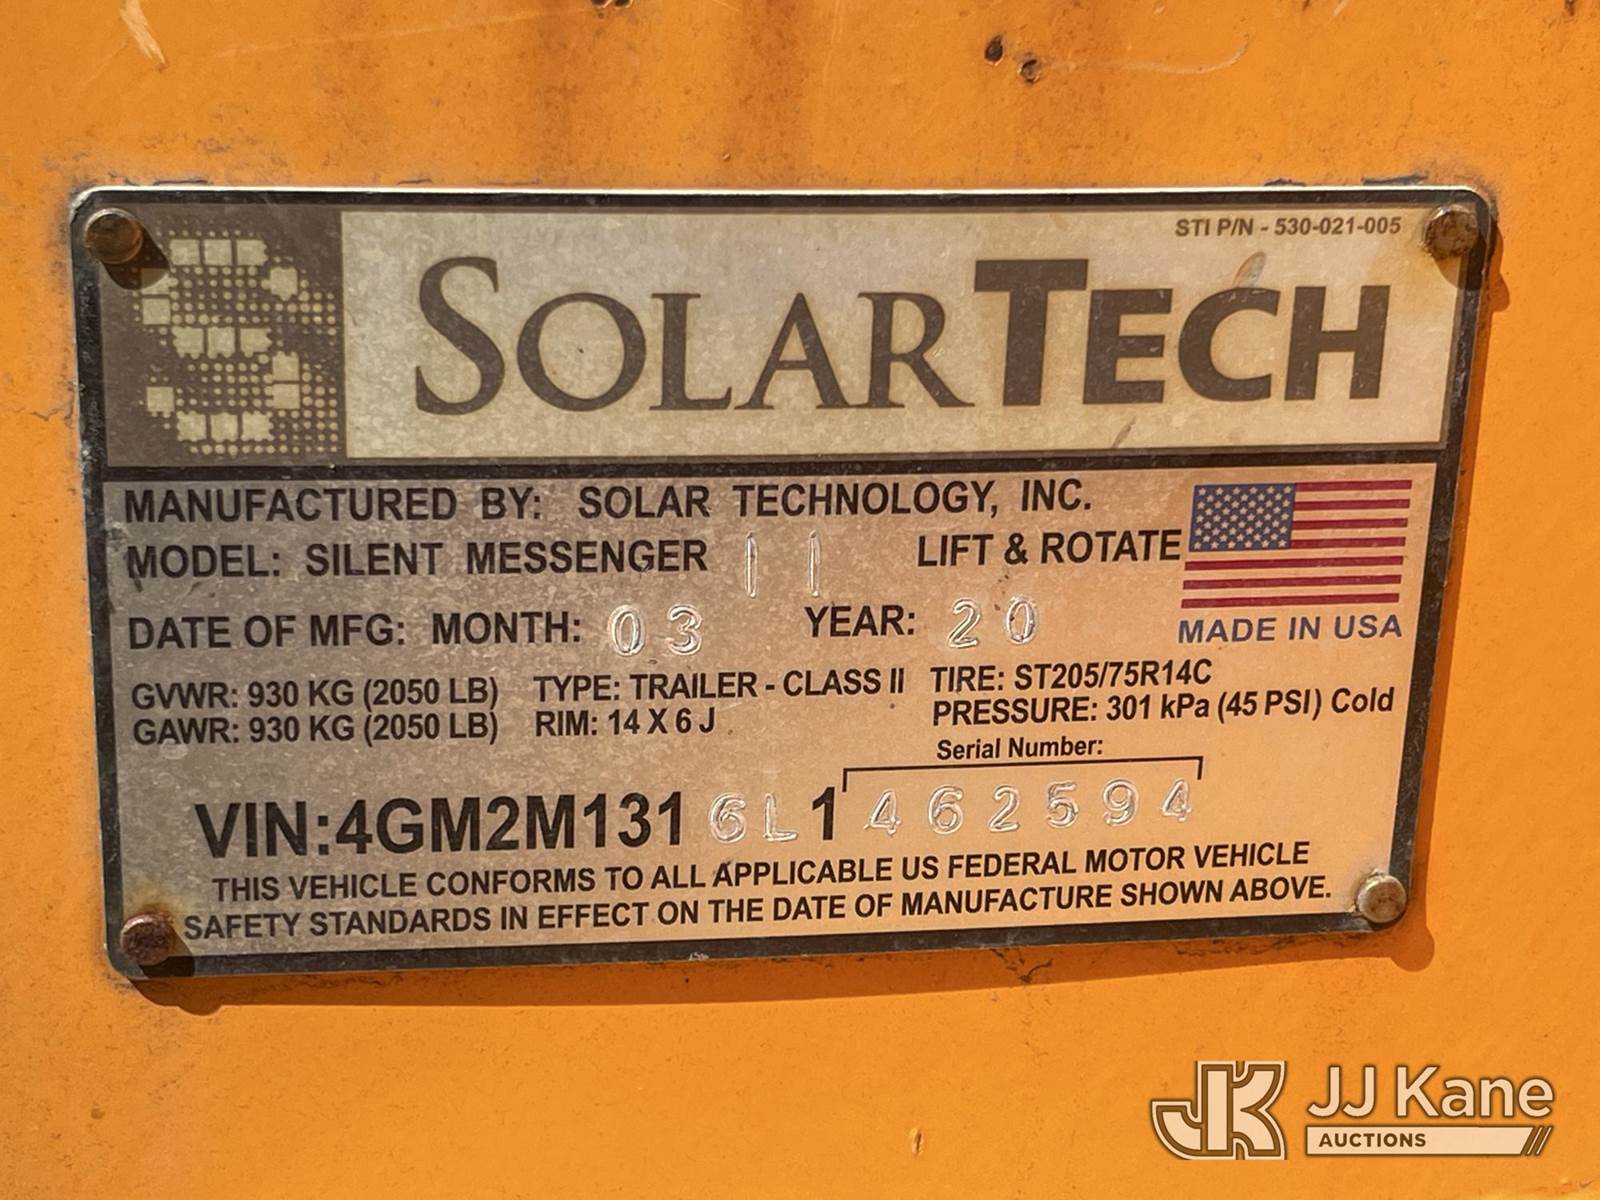 STI P/N - 530-021-005
SOLARTECH
MANUFACTURED BY: SOLAR TECHNOLOGY, INC.
MODEL: SILENT MESSENGER 11 LIFT & ROTATE
DATE OF MFG: MONTH: 03 YEAR: 20
MADE IN USA
GVWR: 930 KG (2050 LB) TYPE: TRAILER - CLASS II TIRE: ST205/75R14C
GAWR: 930 KG (2050 LB) RIM: 14 X 6 J PRESSURE: 301 kPa (45 PSI) Cold
Serial Number:
VIN:4GM2M1316L1462594
THIS VEHICLE CONFORMS TO ALL APPLICABLE US FEDERAL MOTOR VEHICLE
SAFETY STANDARDS IN EFFECT ON THE DATE OF MANUFACTURE SHOWN ABOVE.
JK JJ Kane
AUCTIONS